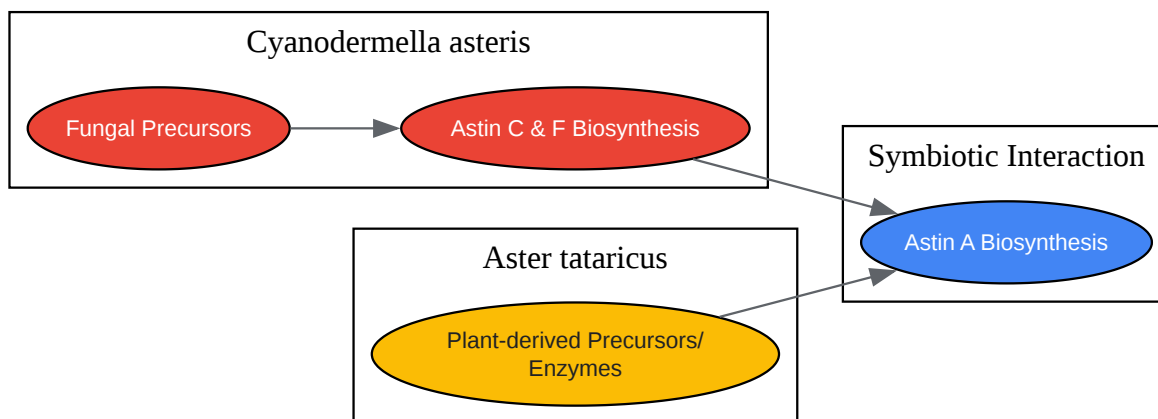 Cyanodermella asteris
Fungal Precursors
Astin C & F Biosynthesis
Symbiotic Interaction
Astin A Biosynthesis
Aster tataricus
Plant-derived Precursors/
Enzymes